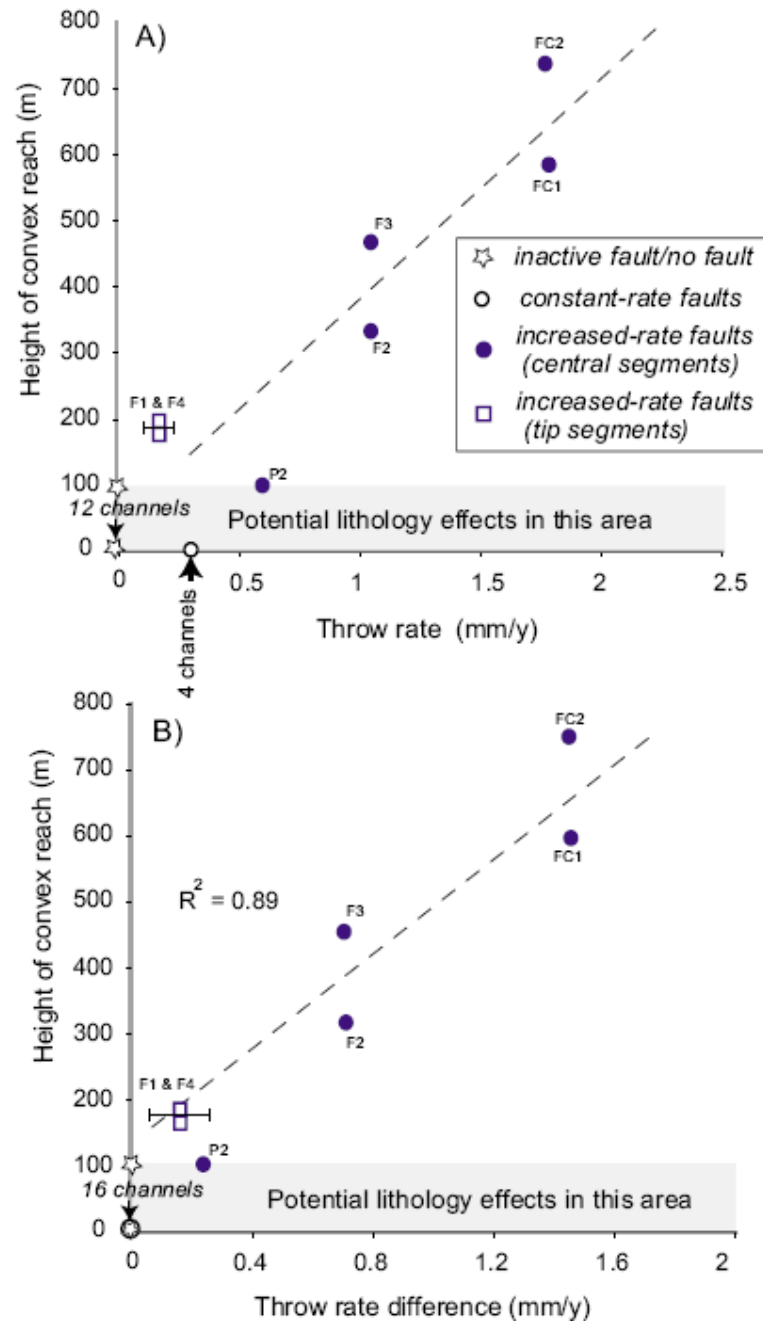 A)
800
700
600
500
400
300
200
100
0
Height of convex reach (m)
FC2
FC1
F3
F2
F1 & F4
P2
inactive fault/no fault
constant-rate faults
increased-rate faults
(central segments)
increased-rate faults
(tip segments)
12 channels
Potential lithology effects in this area
0 0.5 1 1.5 2 2.5
4 channels
Throw rate (mm/y)
B)
800
700
600
500
400
300
200
100
0
Height of convex reach (m)
FC2
FC1
R² = 0.89
F3
F2
F1 & F4
P2
16 channels
Potential lithology effects in this area
0 0.4 0.8 1.2 1.6 2
Throw rate difference (mm/y)